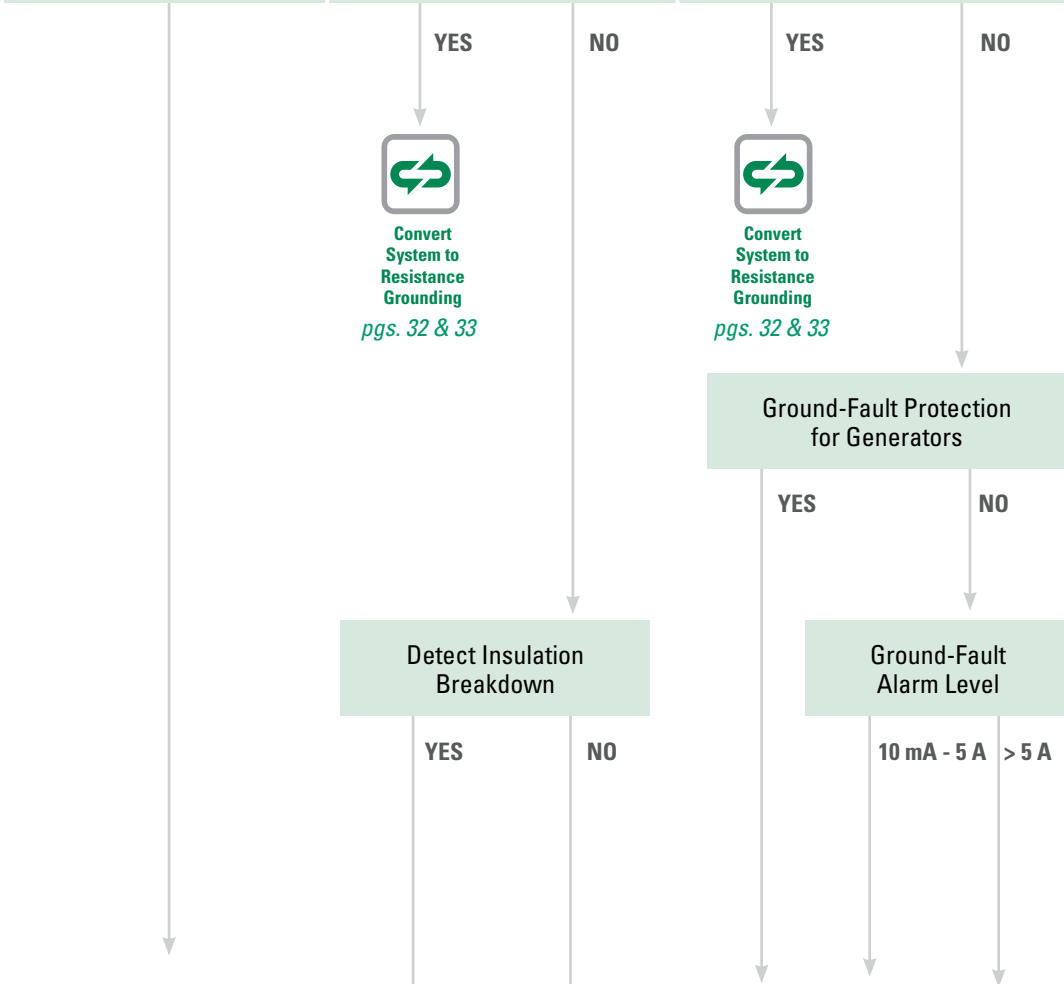 YES
NO
YES
NO
Convert
System to
Resistance
Grounding
pgs. 32 & 33
Convert
System to
Resistance
Grounding
pgs. 32 & 33
Ground-Fault Protection
for Generators
YES
NO
Detect Insulation
Breakdown
Ground-Fault
Alarm Level
YES
NO
10 mA - 5 A
> 5 A